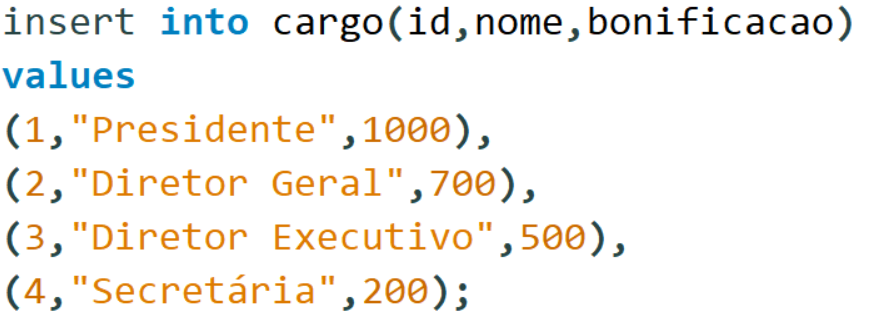 insert into cargo(id,nome,bonificacao)
values
(1,"Presidente",1000),
(2,"Diretor Geral",700),
(3,"Diretor Executivo",500),
(4,"Secretária",200);